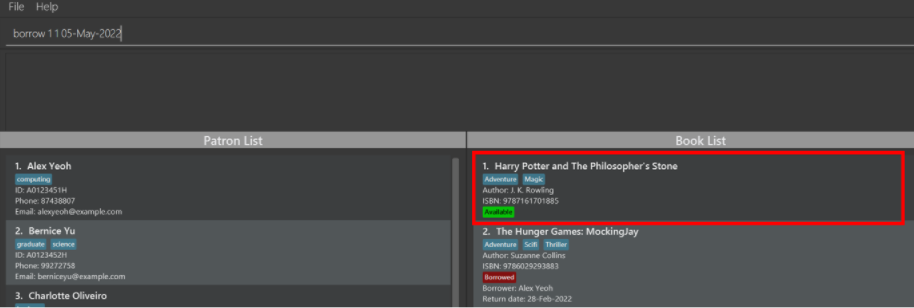 File Help
borrow 1 1 05-May-2022
Patron List
1. Alex Yeoh
computing
ID: A0123451H
Phone: 87438807
Email: alexyeoh@example.com
2. Bernice Yu
graduate science
ID: A0123452H
Phone: 99272758
Email: berniceyu@example.com
3. Charlotte Oliveiro
Book List
1. Harry Potter and The Philosopher's Stone
Adventure Magic
Author: J. K. Rowling
ISBN: 9787161701885
Available
2. The Hunger Games: MockingJay
Adventure Scifi Thriller
Author: Suzanne Collins
ISBN: 9786029293883
Borrowed
Borrower: Alex Yeoh
Return date: 28-Feb-2022